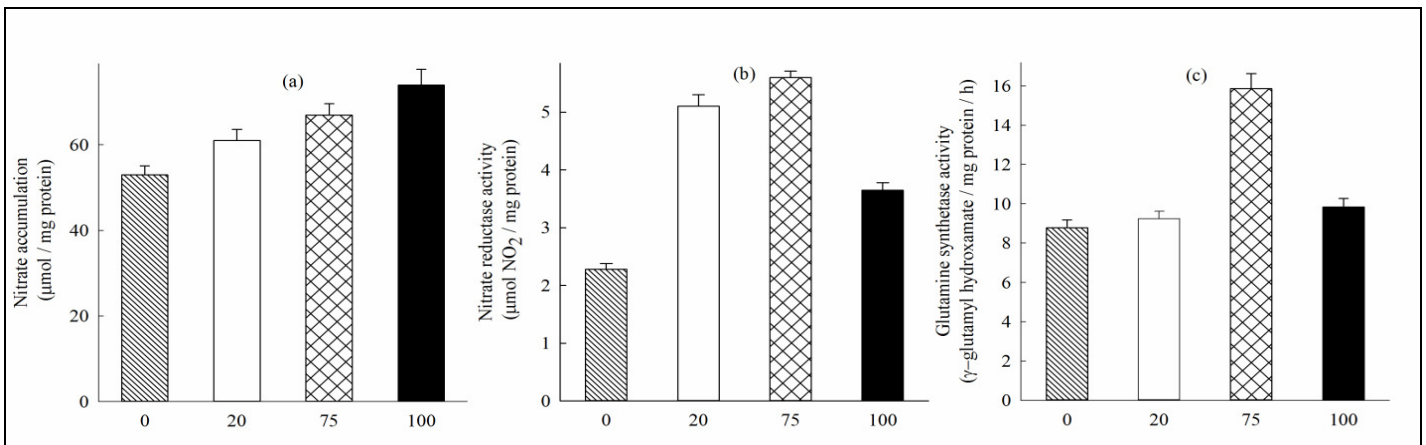 (a)
Nitrate accumulation
(μmol / mg protein)
60
40
20
0
0 20 75 100
(b)
Nitrate reductase activity
(μmol NO2 / mg protein)
5
4
3
2
1
0
0 20 75 100
(c)
Glutamine synthetase activity
(γ−glutamyl hydroxamate / mg protein / h)
16
14
12
10
8
6
4
2
0
0 20 75 100